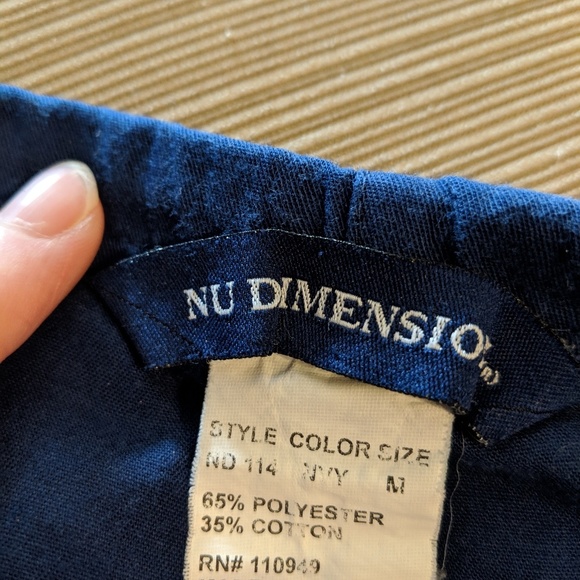 NU DIMENSIO
STYLE COLOR SIZE
ND 114 NVY M
65% POLYESTER
35% COTTON
RN# 110949